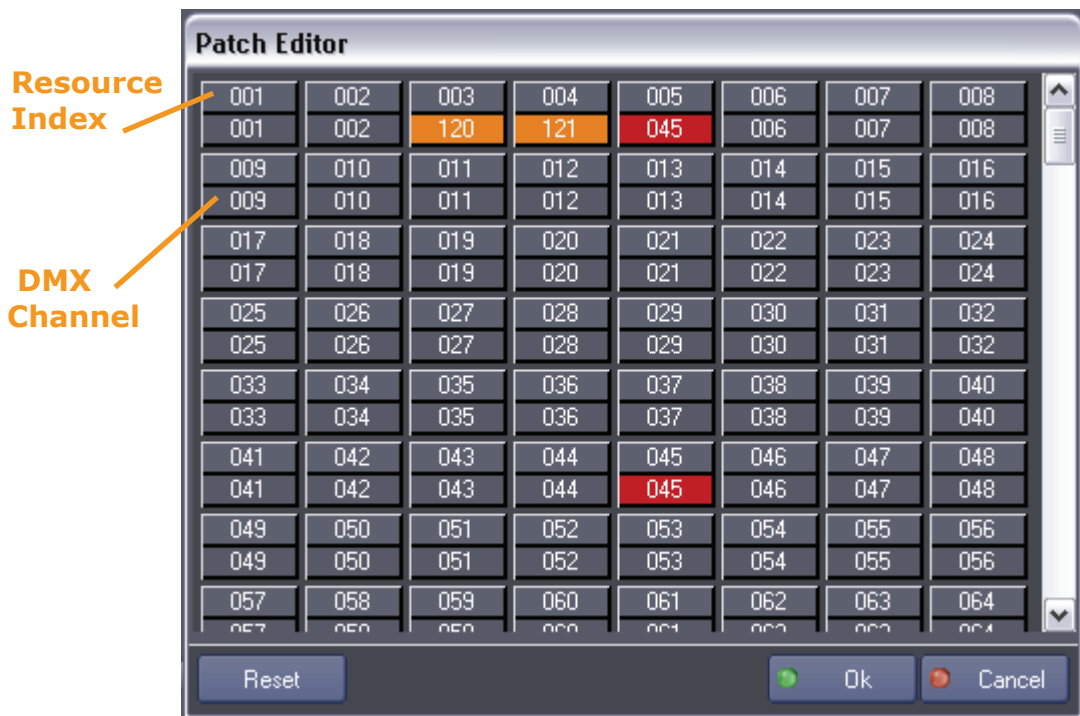 Patch Editor
Resource
Index
DMX
Channel
001 002 003 004 005 006 007 008
001 002 120 121 045 006 007 008
009 010 011 012 013 014 015 016
009 010 011 012 013 014 015 016
017 018 019 020 021 022 023 024
017 018 019 020 021 022 023 024
025 026 027 028 029 030 031 032
025 026 027 028 029 030 031 032
033 034 035 036 037 038 039 040
033 034 035 036 037 038 039 040
041 042 043 044 045 046 047 048
041 042 043 044 045 046 047 048
049 050 051 052 053 054 055 056
049 050 051 052 053 054 055 056
057 058 059 060 061 062 063 064
Reset Ok Cancel